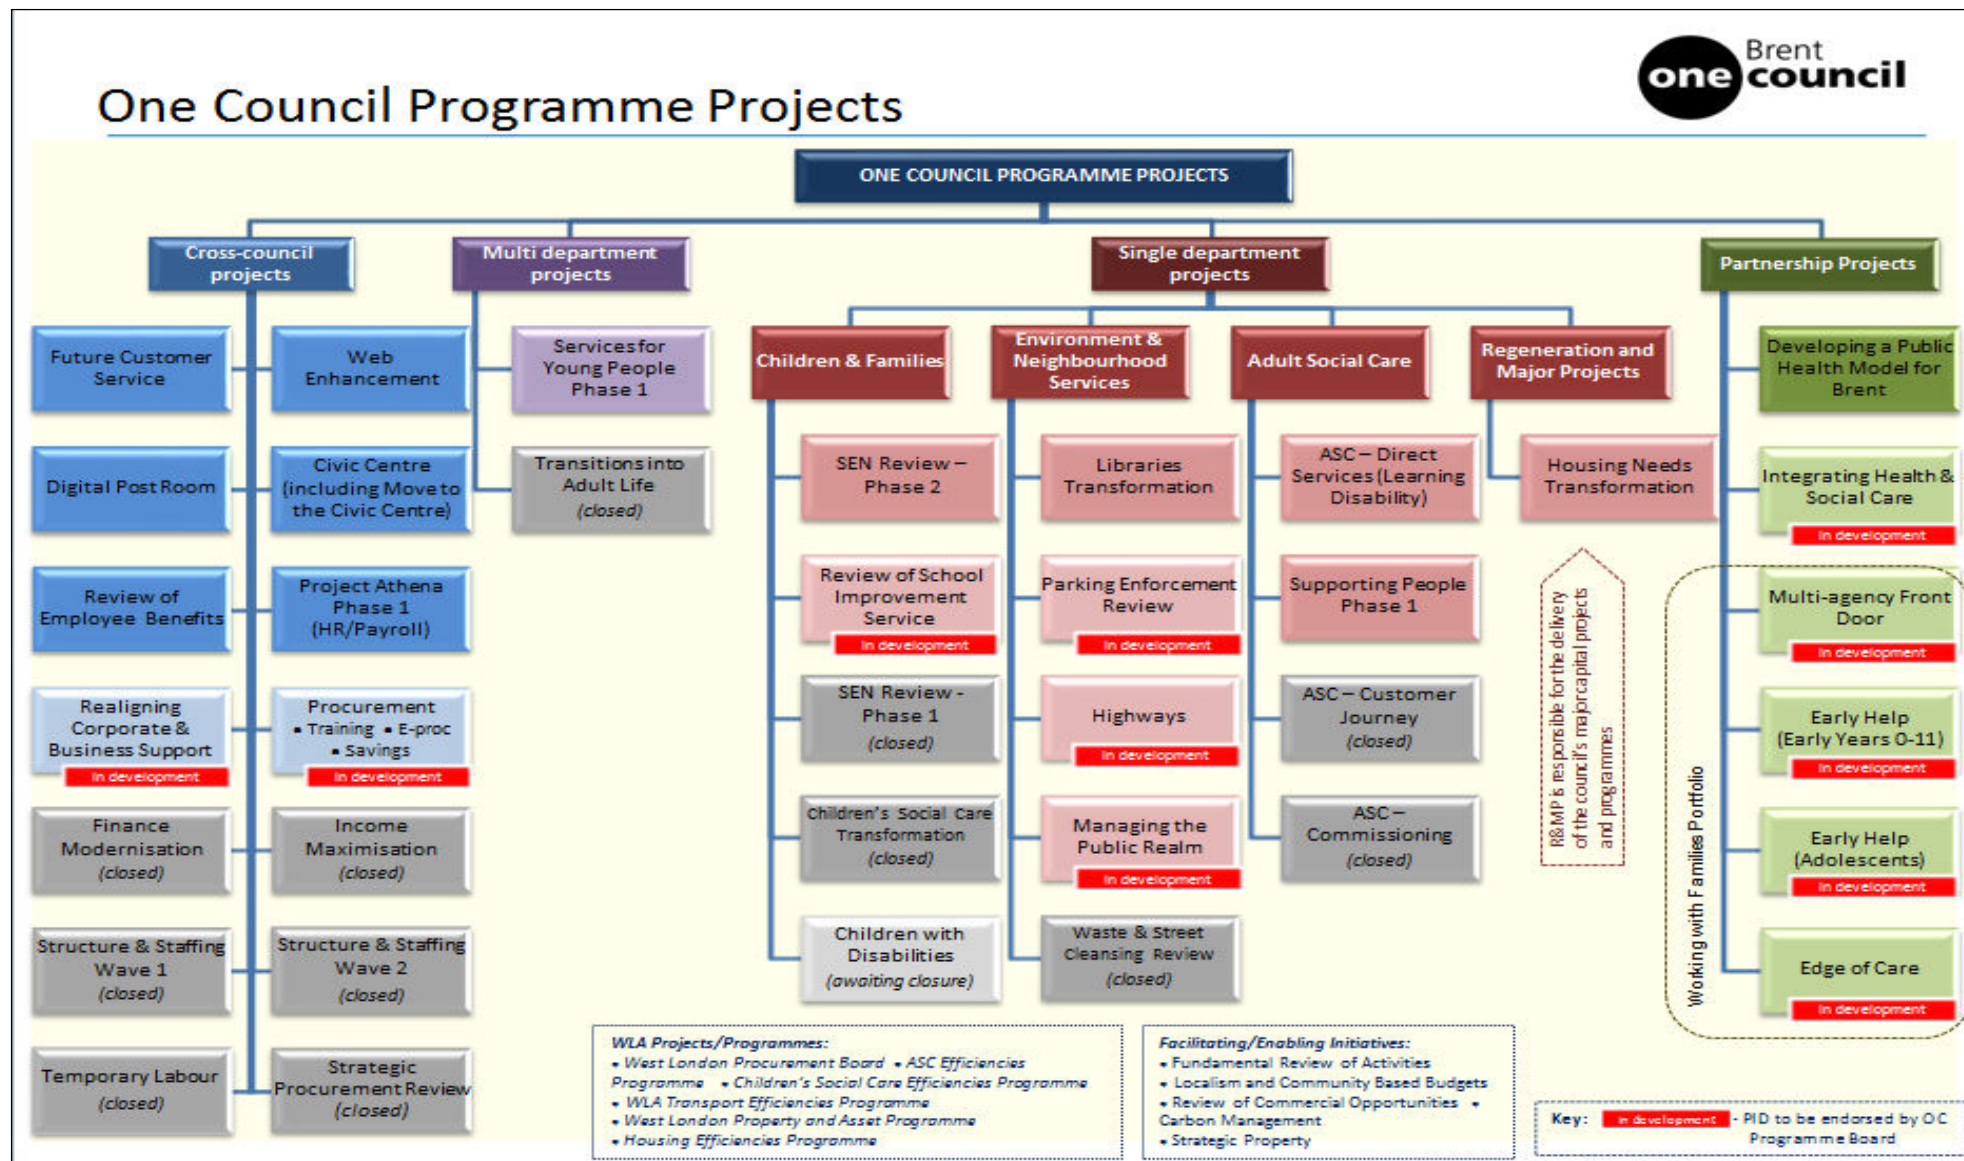 Brent
one council
One Council Programme Projects
ONE COUNCIL PROGRAMME PROJECTS
Cross-council
projects
Multi department
projects
Single department
projects
Partnership Projects
Future Customer
Service
Web
Enhancement
Digital Post Room
Civic Centre
(including Move to
the Civic Centre)
Review of
Employee Benefits
Project Athena
Phase 1
(HR/Payroll)
Realigning
Corporate &
Business Support
In development
Procurement
• Training • E-proc
• Savings
In development
Finance
Modernisation
(closed)
Income
Maximisation
(closed)
Structure & Staffing
Wave 1
(closed)
Structure & Staffing
Wave 2
(closed)
Temporary Labour
(closed)
Strategic
Procurement Review
(closed)
Services for
Young People
Phase 1
Transitions into
Adult Life
(closed)
Children & Families
SEN Review –
Phase 2
Review of School
Improvement
Service
In development
SEN Review -
Phase 1
(closed)
Children's Social Care
Transformation
(closed)
Children with
Disabilities
(awaiting closure)
Environment &
Neighbourhood
Services
Libraries
Transformation
Parking Enforcement
Review
In development
Highways
In development
Managing the
Public Realm
In development
Waste & Street
Cleansing Review
(closed)
Adult Social Care
ASC – Direct
Services (Learning
Disability)
Supporting People
Phase 1
ASC – Customer
Journey
(closed)
ASC –
Commissioning
(closed)
Regeneration and
Major Projects
Housing Needs
Transformation
R&MP is responsible for the delivery
of the council's major capital projects
and programmes
Developing a Public
Health Model for
Brent
Integrating Health &
Social Care
In development
Working with Families Portfolio
Multi-agency Front
Door
In development
Early Help
(Early Years 0-11)
In development
Early Help
(Adolescents)
In development
Edge of Care
In development
WLA Projects/Programmes:
• West London Procurement Board • ASC Efficiencies
Programme • Children's Social Care Efficiencies Programme
• WLA Transport Efficiencies Programme
• West London Property and Asset Programme
• Housing Efficiencies Programme
Facilitating/Enabling Initiatives:
• Fundamental Review of Activities
• Localism and Community Based Budgets
• Review of Commercial Opportunities •
Carbon Management
• Strategic Property
Key: In development - PID to be endorsed by OC
Programme Board